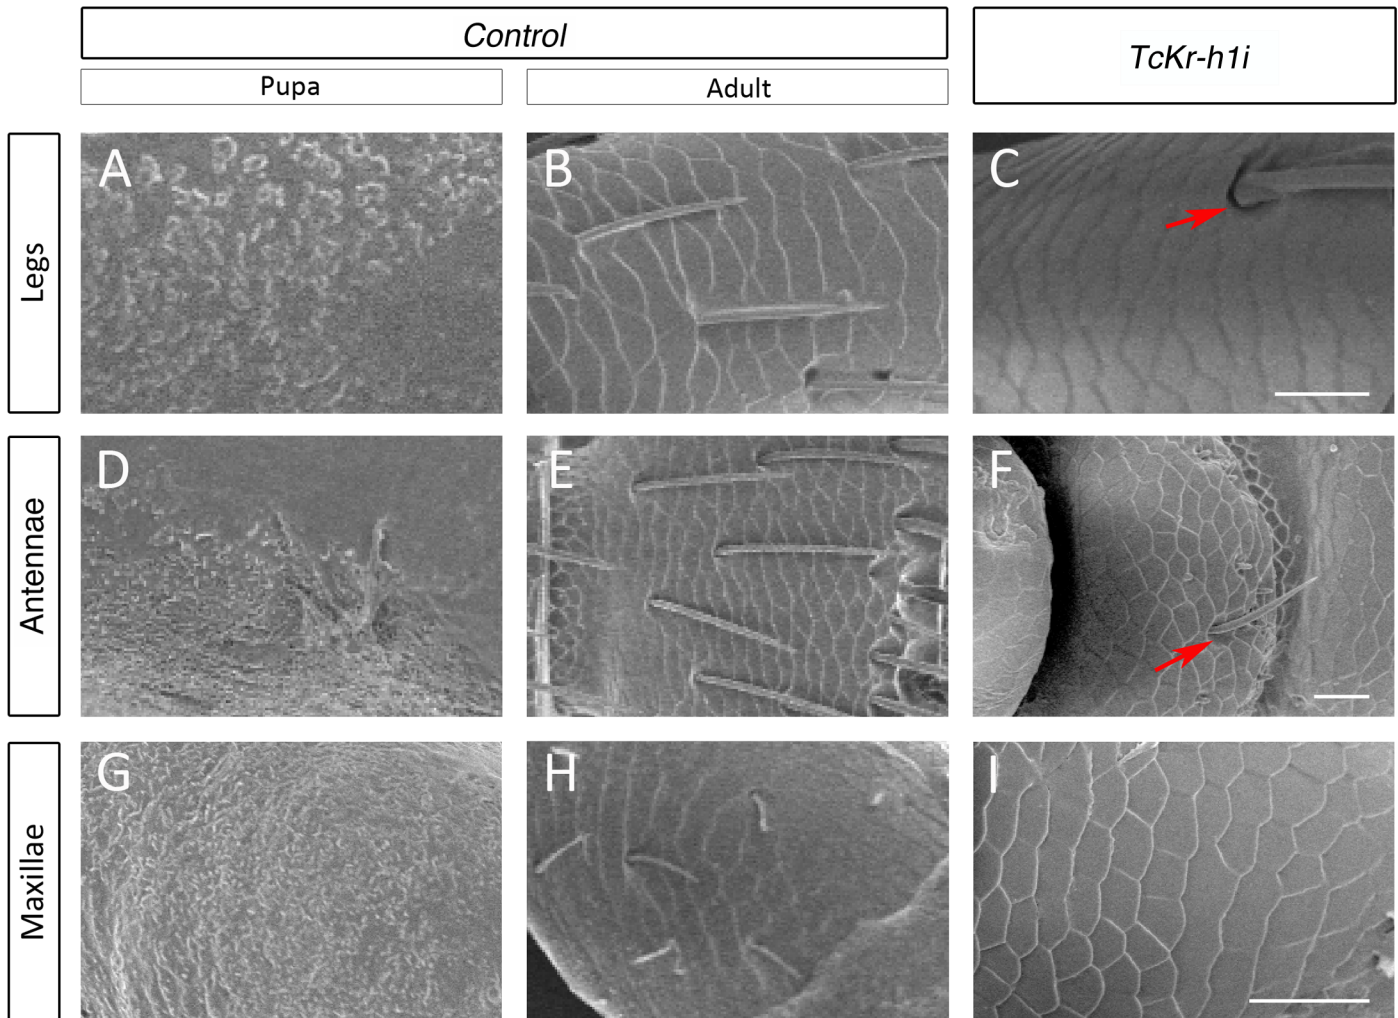 Control
TcKr-h1i
Pupa
Adult
Legs
A
B
C
Antennae
D
E
F
Maxillae
G
H
I